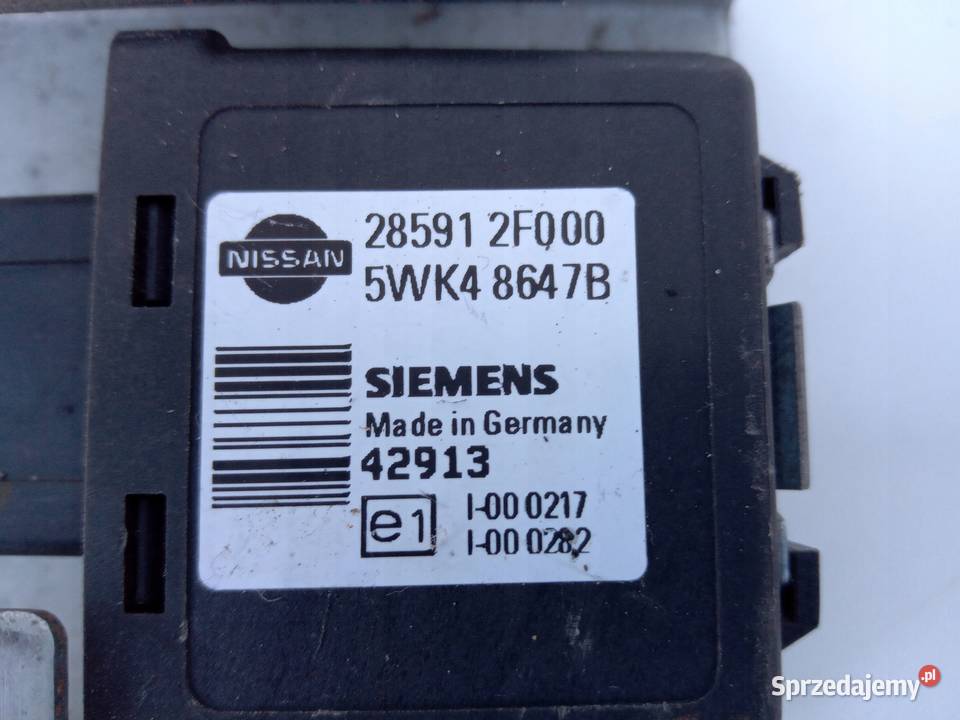 NISSAN
28591 2F000
5WK4 8647B
SIEMENS
Made in Germany
42913
e1
I-00 0217
I-00 0282
Sprzedajemy.pl